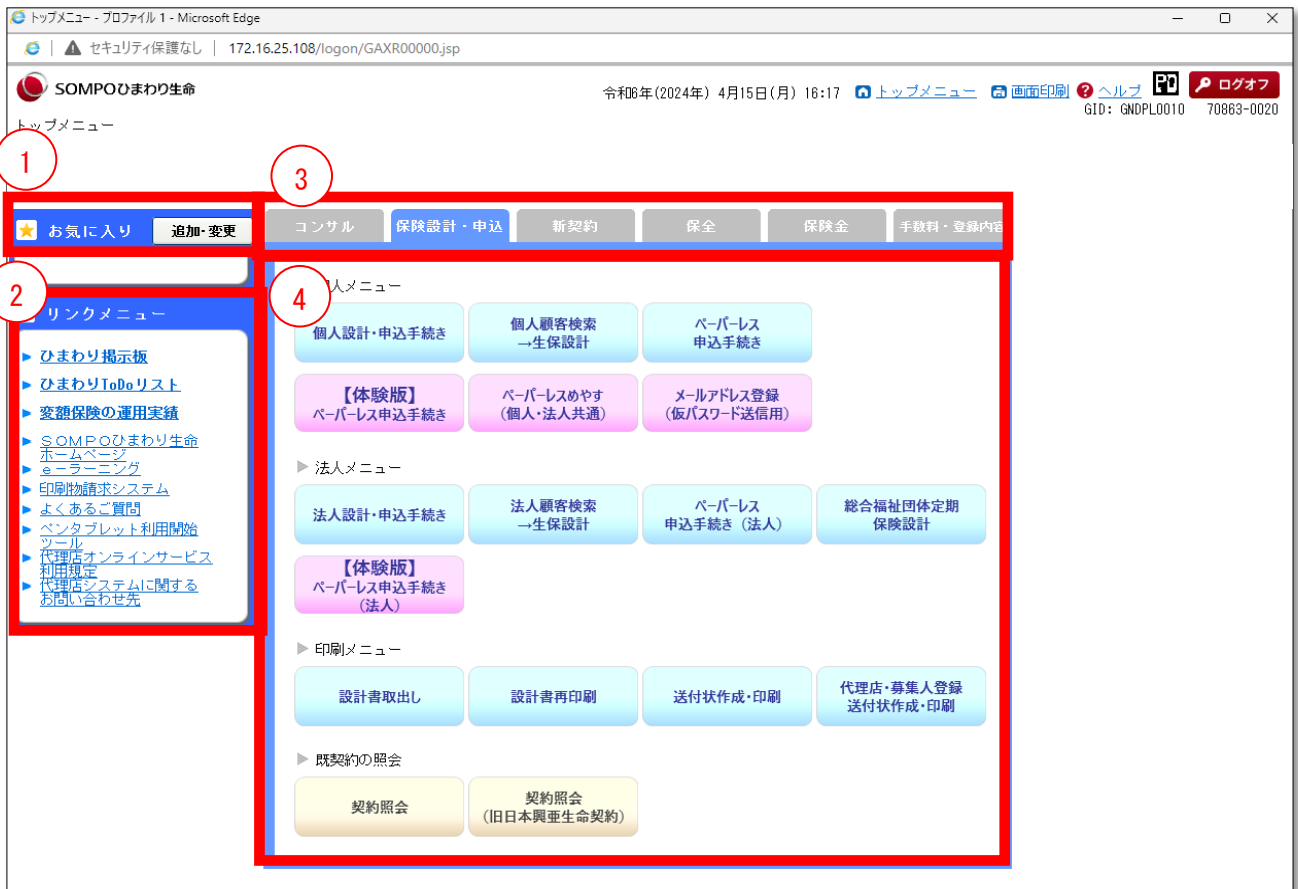 トップメニュー - プロファイル 1 - Microsoft Edge
セキュリティ保護なし | 172.16.25.108/logon/GAXR00000.jsp
SOMPOひまわり生命
令和6年(2024年) 4月15日(月) 16:17 トップメニュー 画面印刷 ヘルプ PD ログオフ
GID: GNDPL0010 70863-0020
トップメニュー
1
3
お気に入り 追加・変更
コンサル 保険設計・申込 新契約 保全 保険金 手数料・登録内容
2
リンクメニュー
ひまわり掲示板
ひまわりToDoリスト
変額保険の運用実績
SOMPOひまわり生命
ホームページ
e-ラーニング
印刷物請求システム
よくあるご質問
ペンタブレット利用開始
ツール
代理店オンラインサービス
利用規定
代理店システムに関する
お問い合わせ先
4
人メニュー
個人設計・申込手続き
個人顧客検索
→生保設計
ペーパーレス
申込手続き
【体験版】
ペーパーレス申込手続き
ペーパーレスめやす
(個人・法人共通)
メールアドレス登録
(仮パスワード送信用)
法人メニュー
法人設計・申込手続き
法人顧客検索
→生保設計
ペーパーレス
申込手続き (法人)
総合福祉団体定期
保険設計
【体験版】
ペーパーレス申込手続き
(法人)
印刷メニュー
設計書取出し
設計書再印刷
送付状作成・印刷
代理店・募集人登録
送付状作成・印刷
既契約の照会
契約照会
契約照会
(旧日本興亜生命契約)